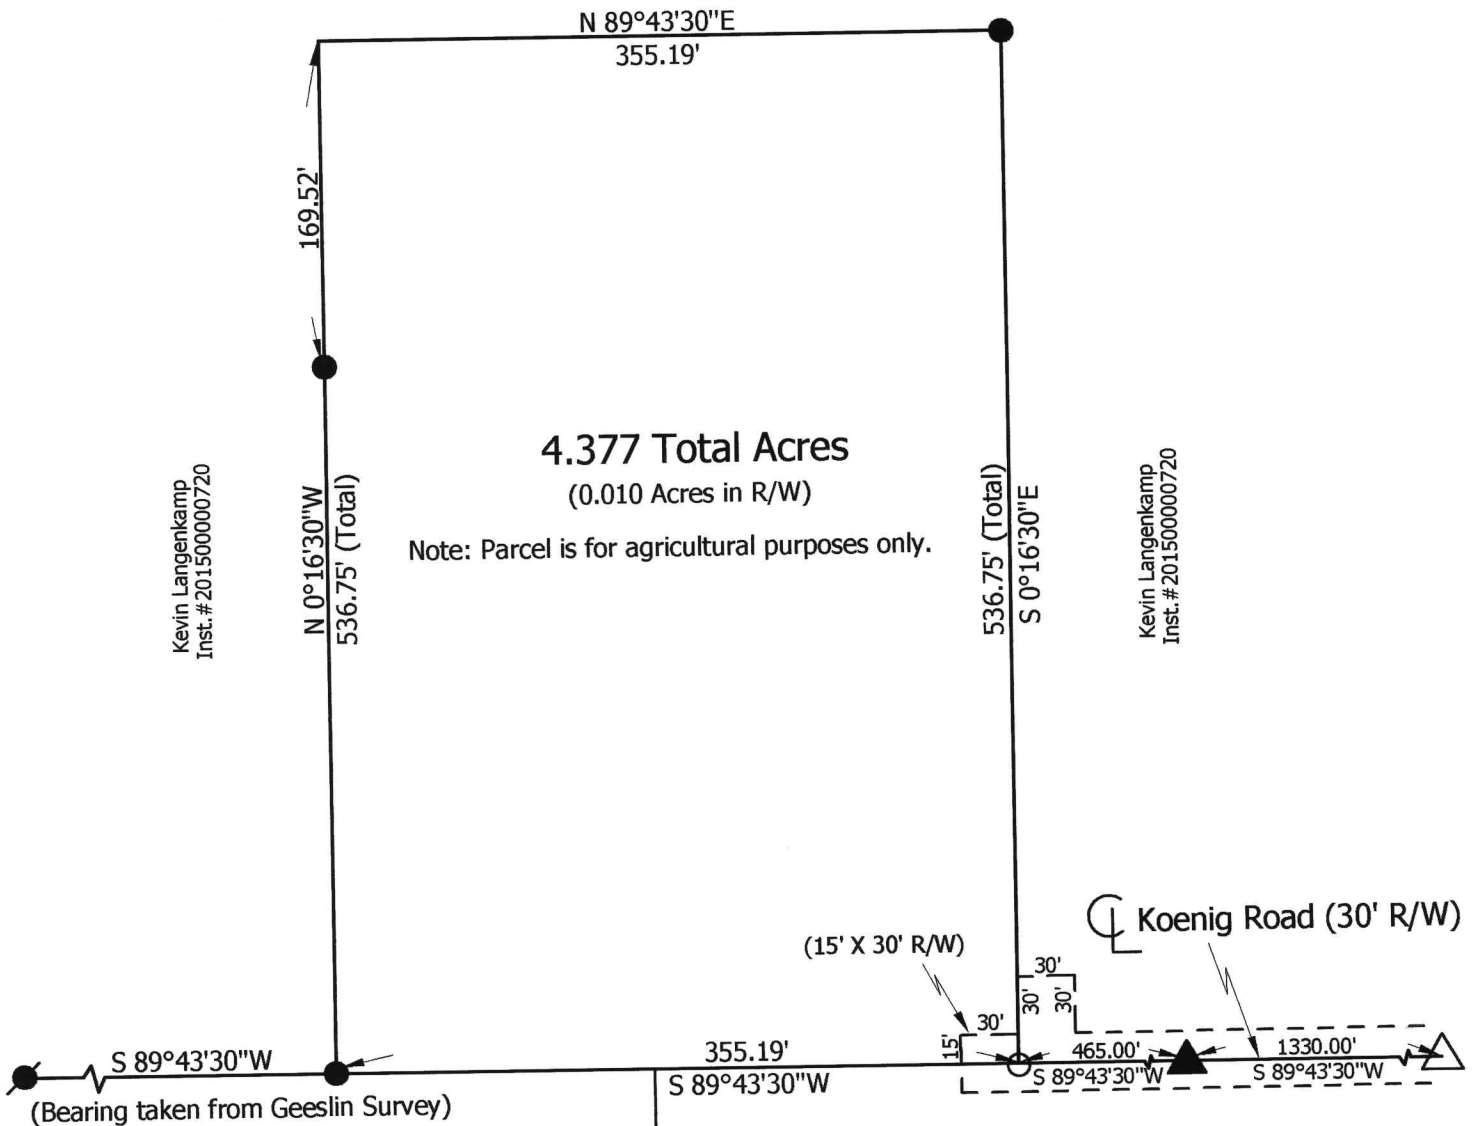 N 89°43'30"E
355.19'
169.52'
4.377 Total Acres
(0.010 Acres in R/W)
Note: Parcel is for agricultural purposes only.
Kevin Langenkamp
Inst.#201500000720
N 0°16'30"W
536.75' (Total)
536.75' (Total)
S 0°16'30"E
Kevin Langenkamp
Inst.#201500000720
℄ Koenig Road (30' R/W)
(15' X 30' R/W)
30'
30'
30'
30'
15'
S 89°43'30"W
355.19'
S 89°43'30"W
465.00'
S 89°43'30"W
1330.00'
S 89°43'30"W
(Bearing taken from Geeslin Survey)